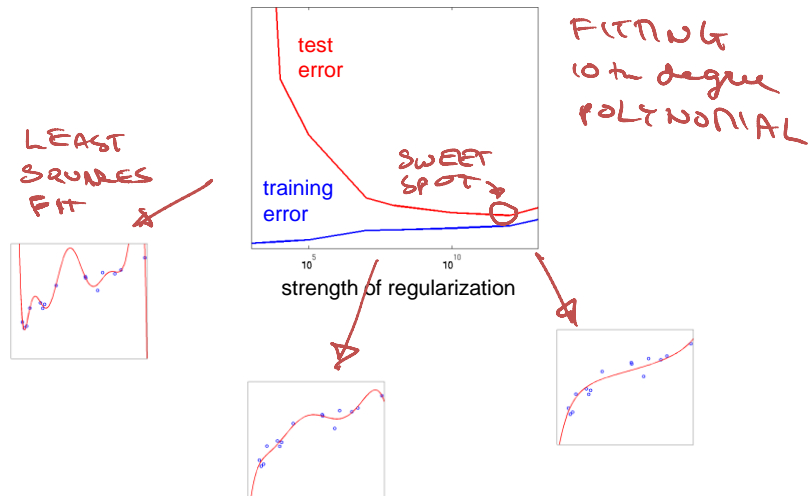 test
error
FITTING
10th degree
POLYNOMIAL
LEAST
SQUARES
FIT
SWEET
SPOT
training
error
10^5
10^10
strength of regularization